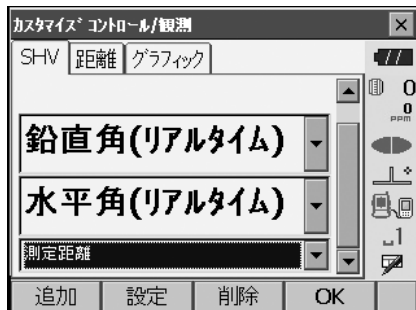 カスタマイズ コントロール/観測
SHV 距離 グラフィック
0
0
ppm
鉛直角(リアルタイム)
水平角(リアルタイム)
測定距離
1
追加 設定 削除 OK